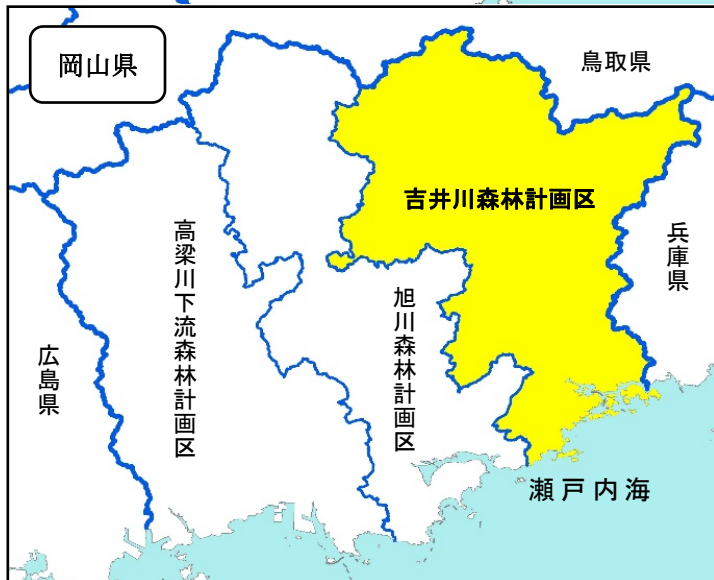 岡山県
鳥取県
吉井川森林計画区
兵庫県
高梁川下流森林計画区
旭川森林計画区
広島県
瀬戸内海